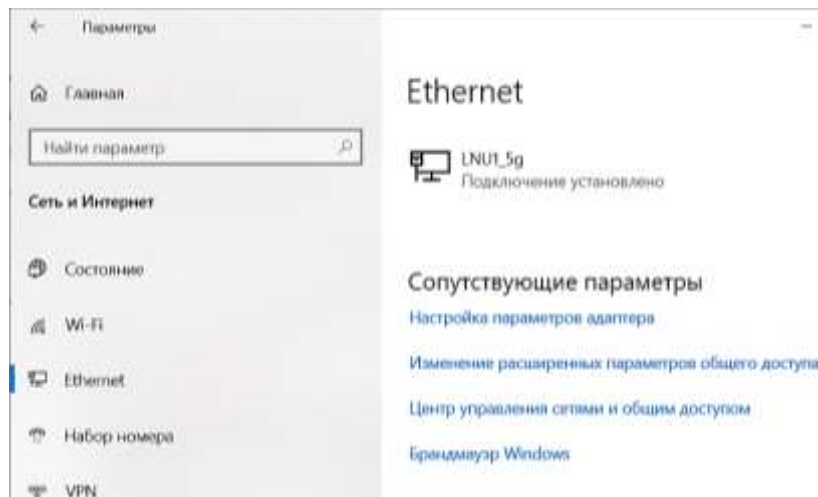 Параметры
Главная
Найти параметр
Сеть и Интернет
Состояние
Wi-Fi
Ethernet
Набор номера
VPN
Ethernet
LNU1_5g
Подключение установлено
Сопутствующие параметры
Настройка параметров адаптера
Изменение расширенных параметров общего доступа
Центр управления сетями и общим доступом
Брандмауэр Windows